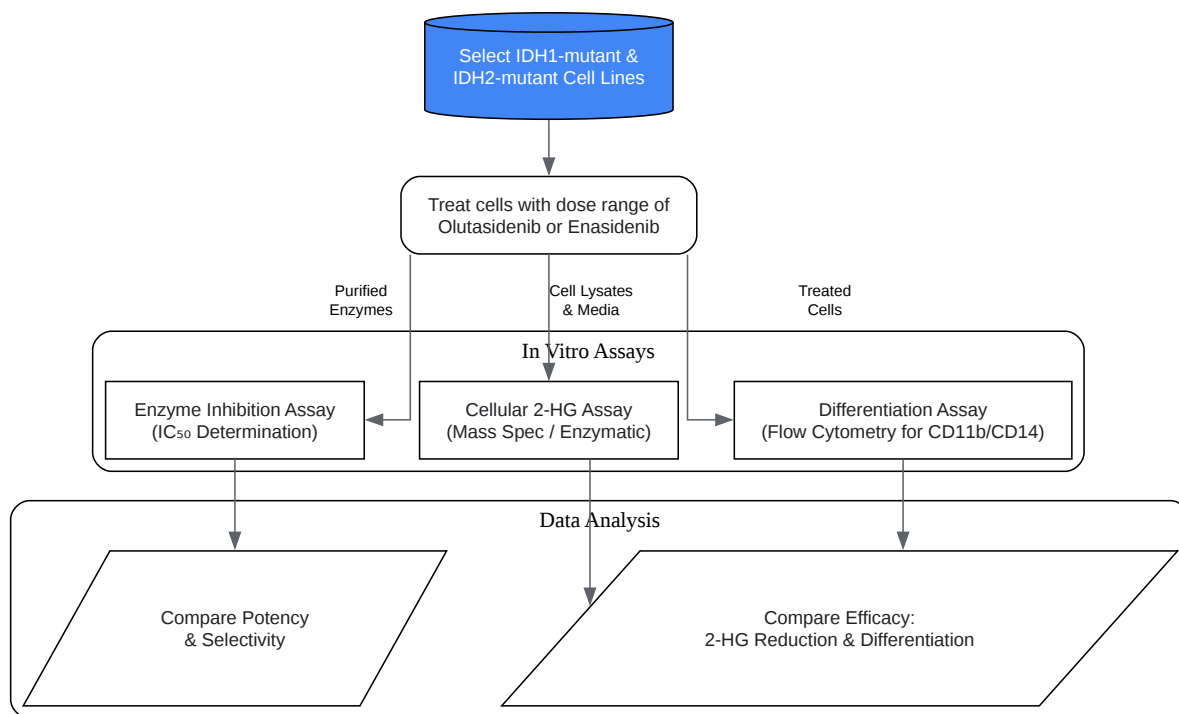 Select IDH1-mutant &
IDH2-mutant Cell Lines
Treat cells with dose range of
Olutasidenib or Enasidenib
Purified
Enzymes
Cell Lysates
& Media
Treated
Cells
In Vitro Assays
Enzyme Inhibition Assay
(IC₅₀ Determination)
Cellular 2-HG Assay
(Mass Spec / Enzymatic)
Differentiation Assay
(Flow Cytometry for CD11b/CD14)
Data Analysis
Compare Potency
& Selectivity
Compare Efficacy:
2-HG Reduction & Differentiation